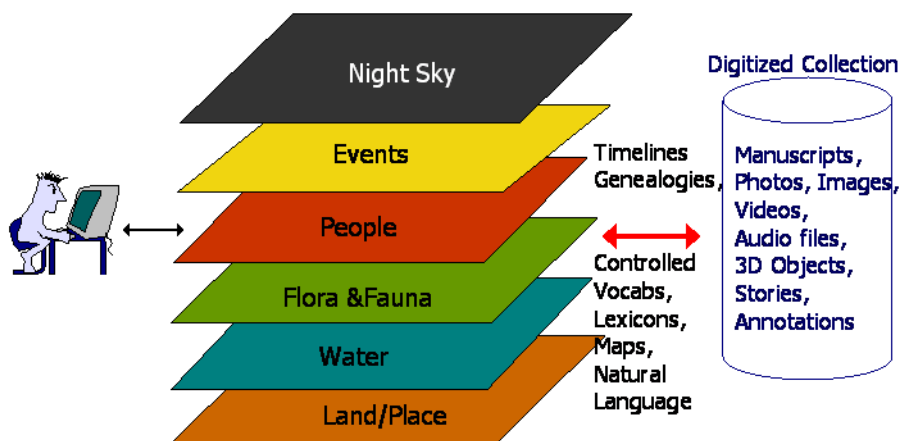 Night Sky
Events
People
Flora &Fauna
Water
Land/Place
Timelines
Genealogies,
Controlled
Vocabs,
Lexicons,
Maps,
Natural
Language
Digitized Collection
Manuscripts,
Photos, Images,
Videos,
Audio files,
3D Objects,
Stories,
Annotations